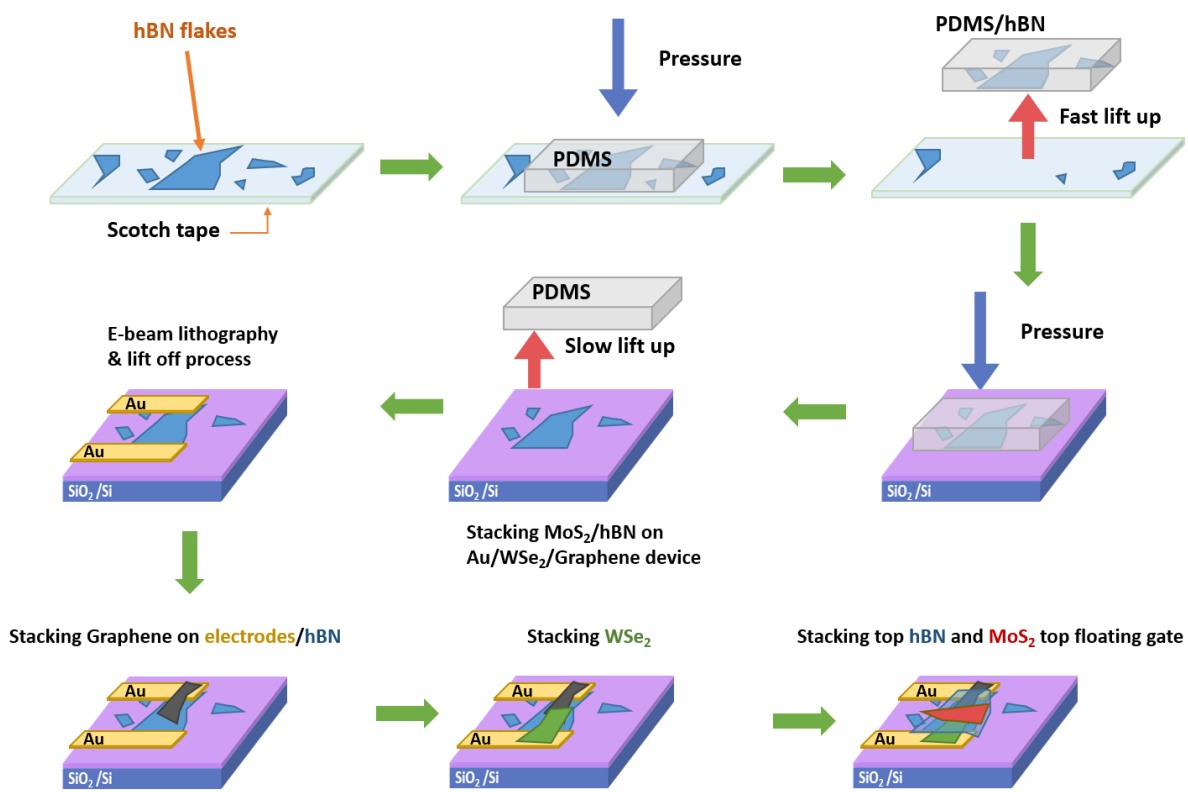 hBN flakes
Scotch tape
Pressure
PDMS
PDMS/hBN
Fast lift up
Pressure
SiO₂/Si
PDMS
Slow lift up
SiO₂/Si
Stacking MoS₂/hBN on
Au/WSe₂/Graphene device
E-beam lithography
& lift off process
Au
Au
SiO₂/Si
Stacking Graphene on electrodes/hBN
Au
Au
SiO₂/Si
Stacking WSe₂
Au
Au
SiO₂/Si
Stacking top hBN and MoS₂ top floating gate
Au
Au
SiO₂/Si